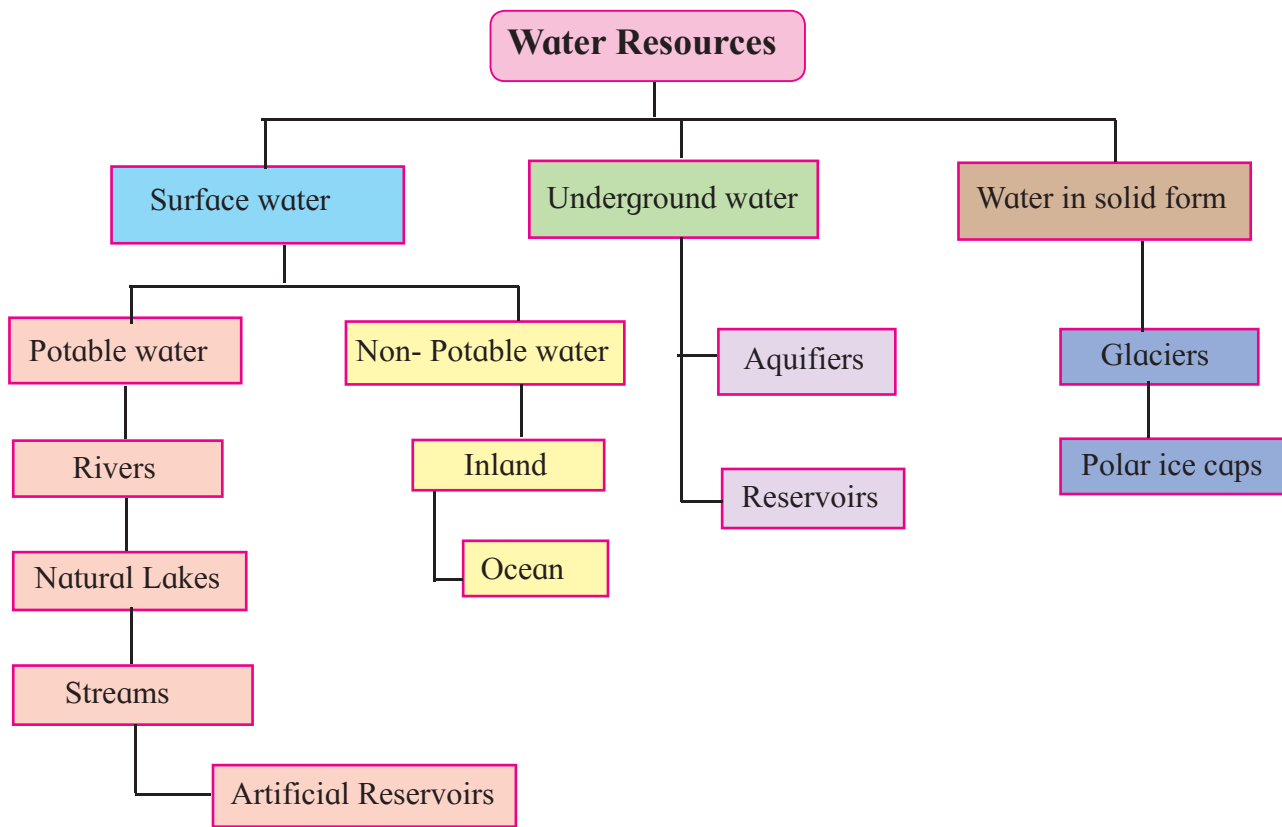 Water Resources
Surface water
Underground water
Water in solid form
Potable water
Non- Potable water
Aquifiers
Glaciers
Rivers
Inland
Reservoirs
Polar ice caps
Natural Lakes
Ocean
Streams
Artificial Reservoirs